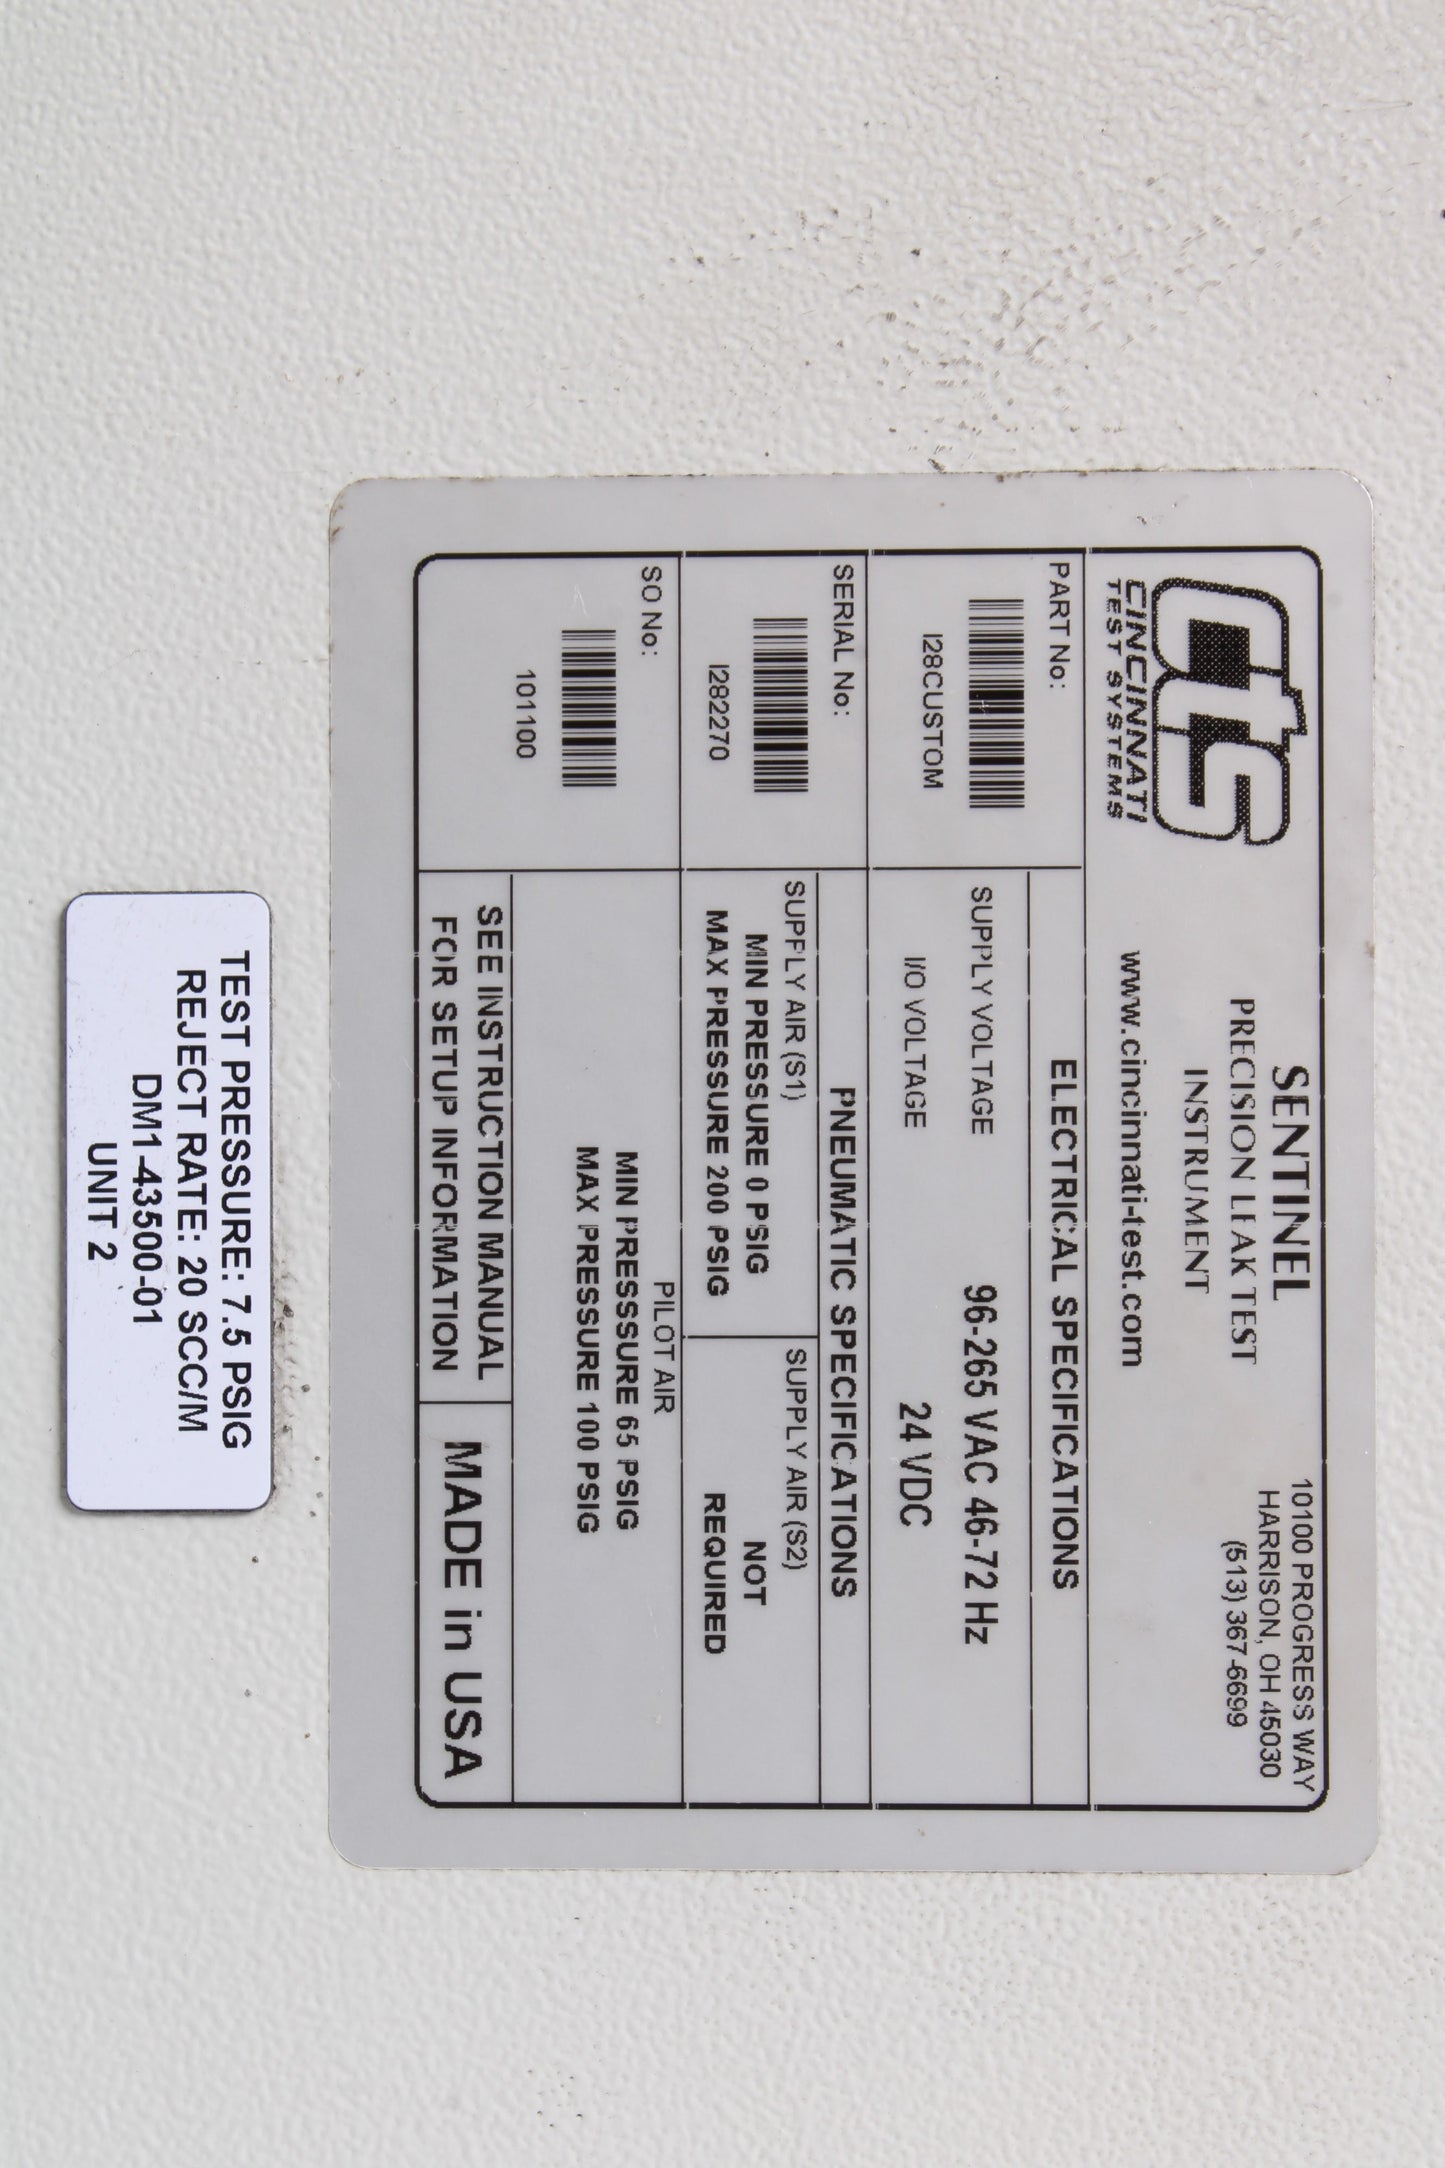 cts
CINCINNATI
TEST SYSTEMS
SENTINEL
PRECISION LEAK TEST
INSTRUMENT
www.cincinnati-test.com
10100 PROGRESS WAY
HARRISON, OH 45030
(513) 367-6699
PART No:
I28CUSTOM
SERIAL No:
I282270
SO No:
101100
ELECTRICAL SPECIFICATIONS
SUPPLY VOLTAGE 96-265 VAC 46-72 Hz
I/O VOLTAGE 24 VDC
PNEUMATIC SPECIFICATIONS
SUPPLY AIR (S1)
MIN PRESSURE 0 PSIG
MAX PRESSURE 200 PSIG
SUPPLY AIR (S2)
NOT
REQUIRED
PILOT AIR
MIN PRESSSURE 65 PSIG
MAX PRESSURE 100 PSIG
SEE INSTRUCTION MANUAL
FOR SETUP INFORMATION
MADE in USA
TEST PRESSURE: 7.5 PSIG
REJECT RATE: 20 SCC/M
DM1-43500-01
UNIT 2